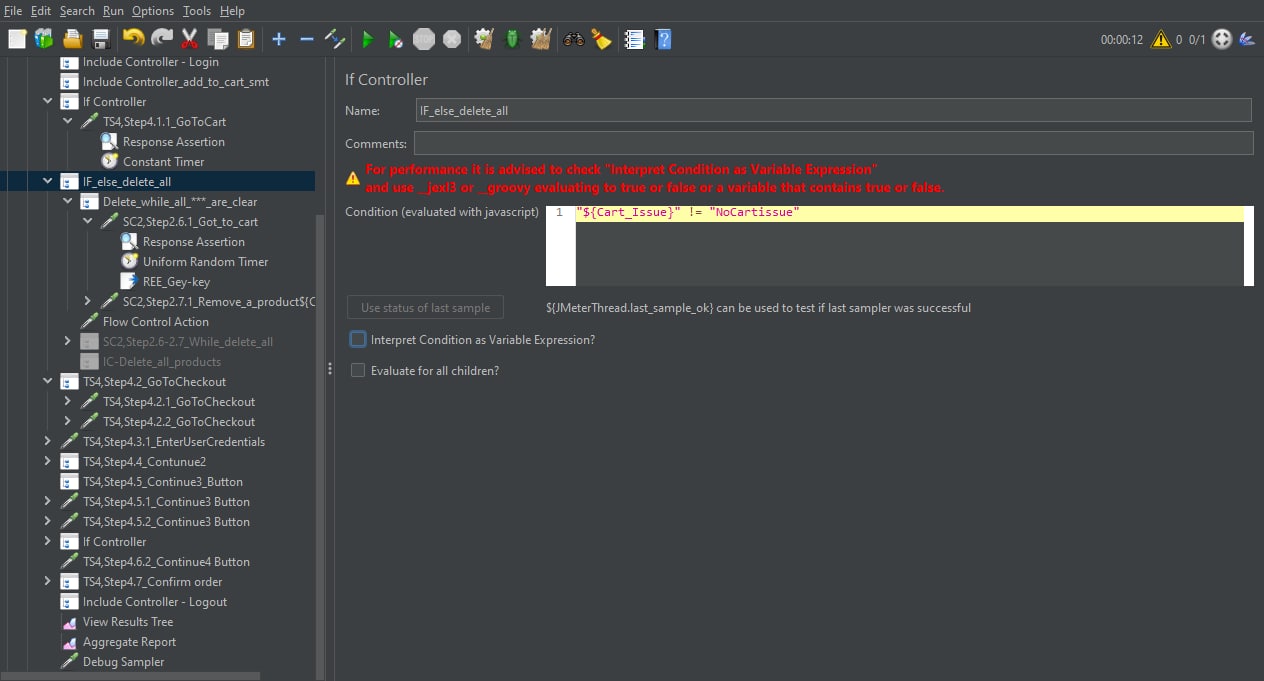 File Edit Search Run Options Tools Help
00:00:12 0 0/1
Include Controller - Login
Include Controller_add_to_cart_smt
If Controller
TS4,Step4.1.1_GoToCart
Response Assertion
Constant Timer
IF_else_delete_all
Delete_while_all_***_are_clear
SC2,Step2.6.1_Got_to_cart
Response Assertion
Uniform Random Timer
REE_Gey-key
SC2,Step2.7.1_Remove_a_product${C
Flow Control Action
SC2,Step2.6-2.7_While_delete_all
IC-Delete_all_products
TS4,Step4.2_GoToCheckout
TS4,Step4.2.1_GoToCheckout
TS4,Step4.2.2_GoToCheckout
TS4,Step4.3.1_EnterUserCredentials
TS4,Step4.4_Contunue2
TS4,Step4.5_Continue3_Button
TS4,Step4.5.1_Continue3 Button
TS4,Step4.5.2_Continue3 Button
If Controller
TS4,Step4.6.2_Continue4 Button
TS4,Step4.7_Confirm order
Include Controller - Logout
View Results Tree
Aggregate Report
Debug Sampler
If Controller
Name: IF_else_delete_all
Comments:
For performance it is advised to check "Interpret Condition as Variable Expression"
and use __jexl3 or __groovy evaluating to true or false or a variable that contains true or false.
Condition (evaluated with javascript) 1 "${Cart_Issue}" != "NoCartissue"
Use status of last sample ${JMeterThread.last_sample_ok} can be used to test if last sampler was successful
Interpret Condition as Variable Expression?
Evaluate for all children?